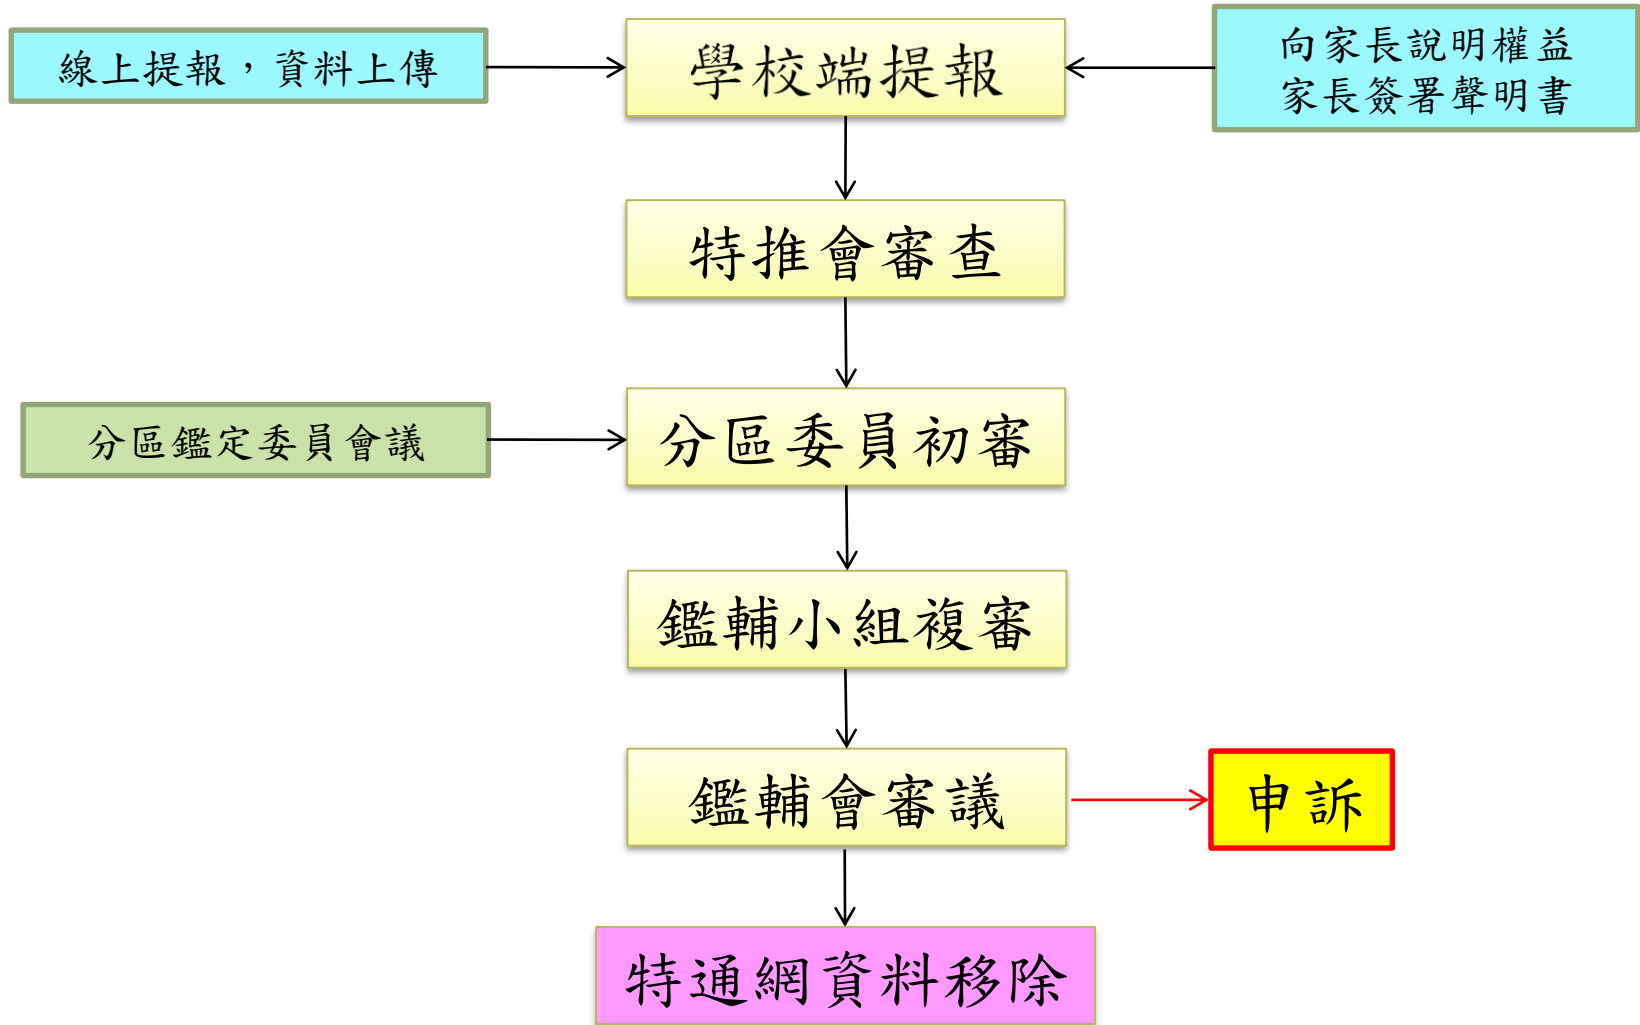 線上提報，資料上傳
學校端提報
向家長說明權益
家長簽署聲明書
特推會審查
分區鑑定委員會議
分區委員初審
鑑輔小組複審
鑑輔會審議
申訴
特通網資料移除